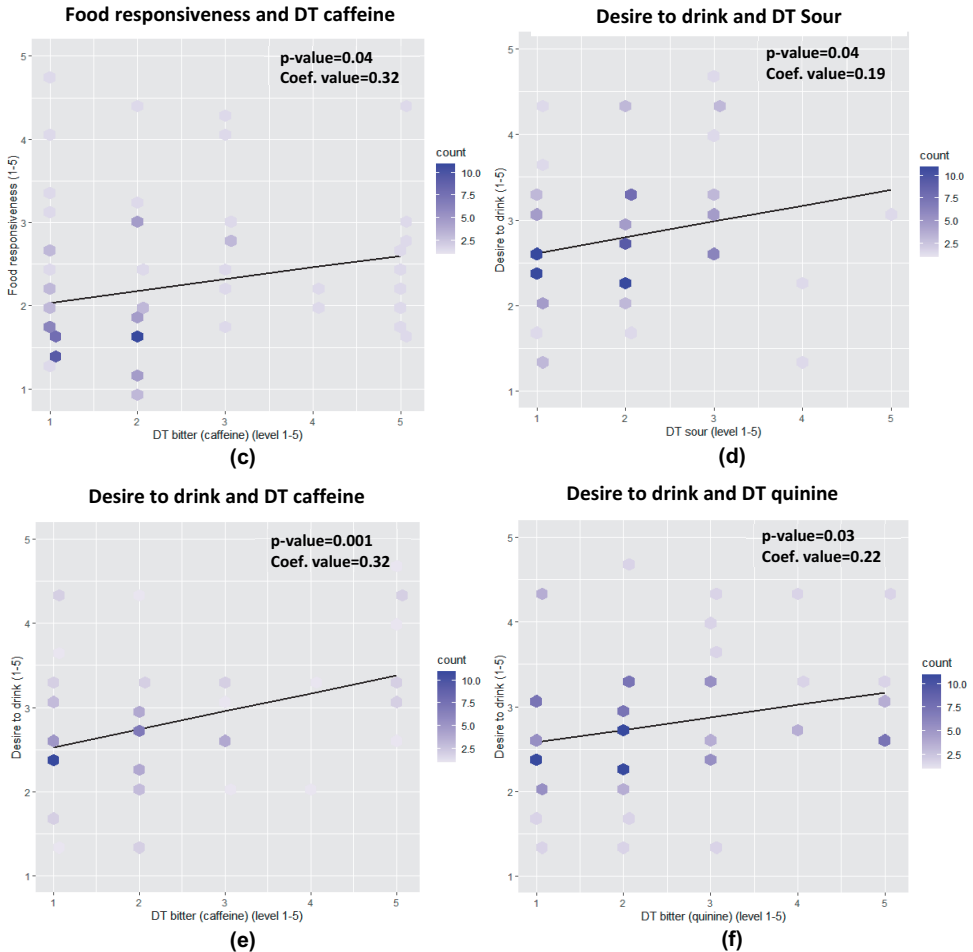 Food responsiveness and DT caffeine
p-value=0.04
Coef. value=0.32
Food responsiveness (1-5)
5
4
3
2
1
1 2 3 4 5
DT bitter (caffeine) (level 1-5)
count
10.0
7.5
5.0
2.5
(c)
Desire to drink and DT Sour
p-value=0.04
Coef. value=0.19
Desire to drink (1-5)
5
4
3
2
1
1 2 3 4 5
DT sour (level 1-5)
count
10.0
7.5
5.0
2.5
(d)
Desire to drink and DT caffeine
p-value=0.001
Coef. value=0.32
Desire to drink (1-5)
5
4
3
2
1
1 2 3 4 5
DT bitter (caffeine) (level 1-5)
count
10.0
7.5
5.0
2.5
(e)
Desire to drink and DT quinine
p-value=0.03
Coef. value=0.22
Desire to drink (1-5)
5
4
3
2
1
1 2 3 4 5
DT bitter (quinine) (level 1-5)
count
10.0
7.5
5.0
2.5
(f)